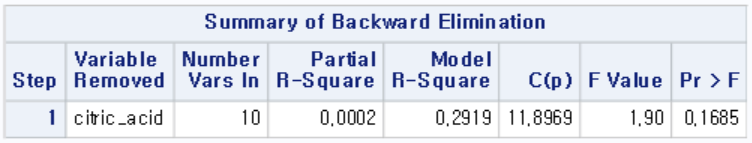 Summary of Backward Elimination
Step Variable Removed Number Vars In Partial R-Square Model R-Square C(p) F Value Pr > F
1 citric_acid 10 0,0002 0,2919 11,8969 1,90 0,1685